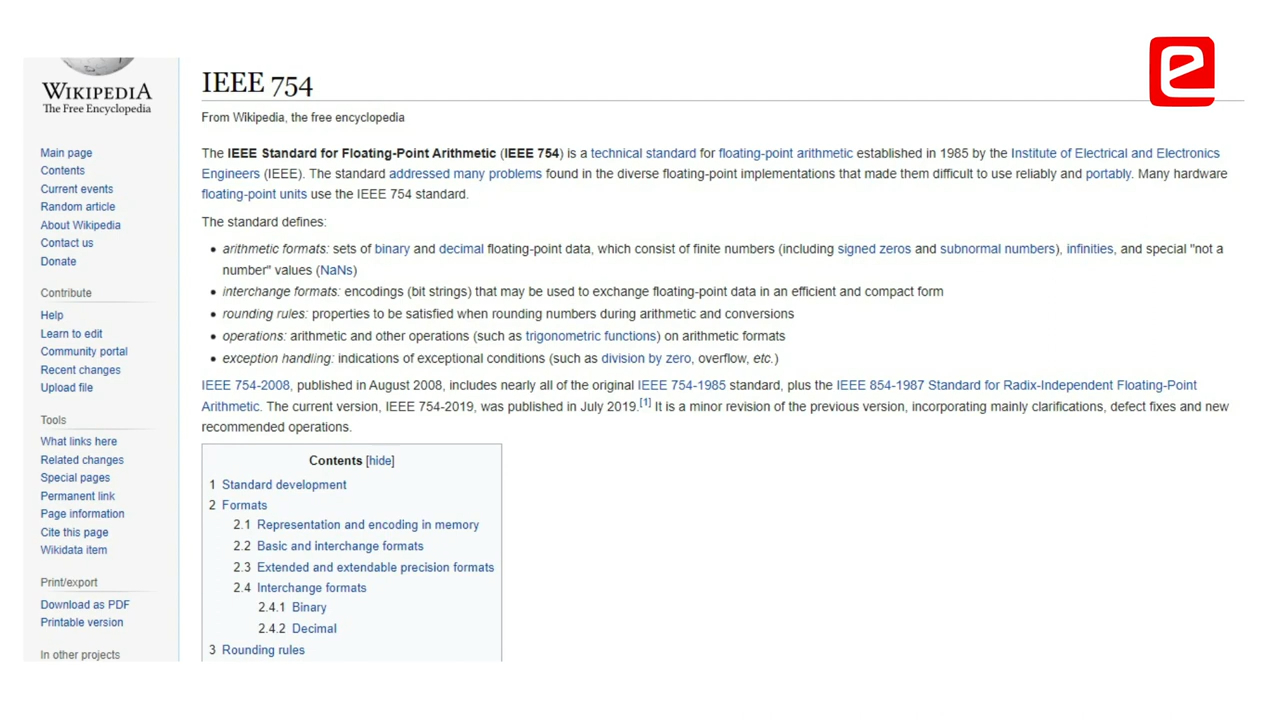 WIKIPEDIA
The Free Encyclopedia
Main page
Contents
Current events
Random article
About Wikipedia
Contact us
Donate
Contribute
Help
Learn to edit
Community portal
Recent changes
Upload file
Tools
What links here
Related changes
Special pages
Permanent link
Page information
Cite this page
Wikidata item
Print/export
Download as PDF
Printable version
In other projects
IEEE 754
From Wikipedia, the free encyclopedia
The IEEE Standard for Floating-Point Arithmetic (IEEE 754) is a technical standard for floating-point arithmetic established in 1985 by the Institute of Electrical and Electronics
Engineers (IEEE). The standard addressed many problems found in the diverse floating-point implementations that made them difficult to use reliably and portably. Many hardware
floating-point units use the IEEE 754 standard.
The standard defines:
• arithmetic formats: sets of binary and decimal floating-point data, which consist of finite numbers (including signed zeros and subnormal numbers), infinities, and special "not a
number" values (NaNs)
• interchange formats: encodings (bit strings) that may be used to exchange floating-point data in an efficient and compact form
• rounding rules: properties to be satisfied when rounding numbers during arithmetic and conversions
• operations: arithmetic and other operations (such as trigonometric functions) on arithmetic formats
• exception handling: indications of exceptional conditions (such as division by zero, overflow, etc.)
IEEE 754-2008, published in August 2008, includes nearly all of the original IEEE 754-1985 standard, plus the IEEE 854-1987 Standard for Radix-Independent Floating-Point
Arithmetic. The current version, IEEE 754-2019, was published in July 2019.[1] It is a minor revision of the previous version, incorporating mainly clarifications, defect fixes and new
recommended operations.
Contents [hide]
1 Standard development
2 Formats
2.1 Representation and encoding in memory
2.2 Basic and interchange formats
2.3 Extended and extendable precision formats
2.4 Interchange formats
2.4.1 Binary
2.4.2 Decimal
3 Rounding rules
e